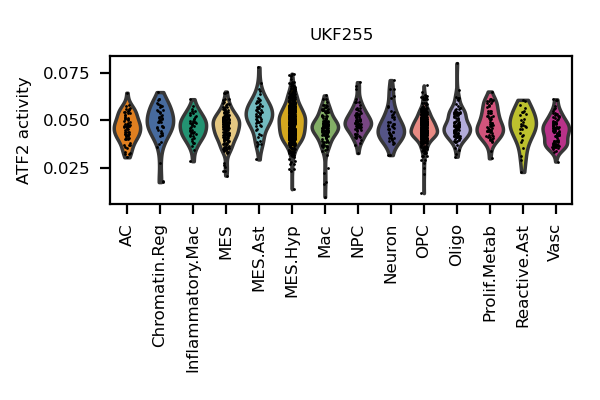 UKF255
ATF2 activity
0.075
0.050
0.025
AC
Chromatin.Reg
Inflammatory.Mac
MES
MES.Ast
MES.Hyp
Mac
NPC
Neuron
OPC
Oligo
Prolif.Metab
Reactive.Ast
Vasc